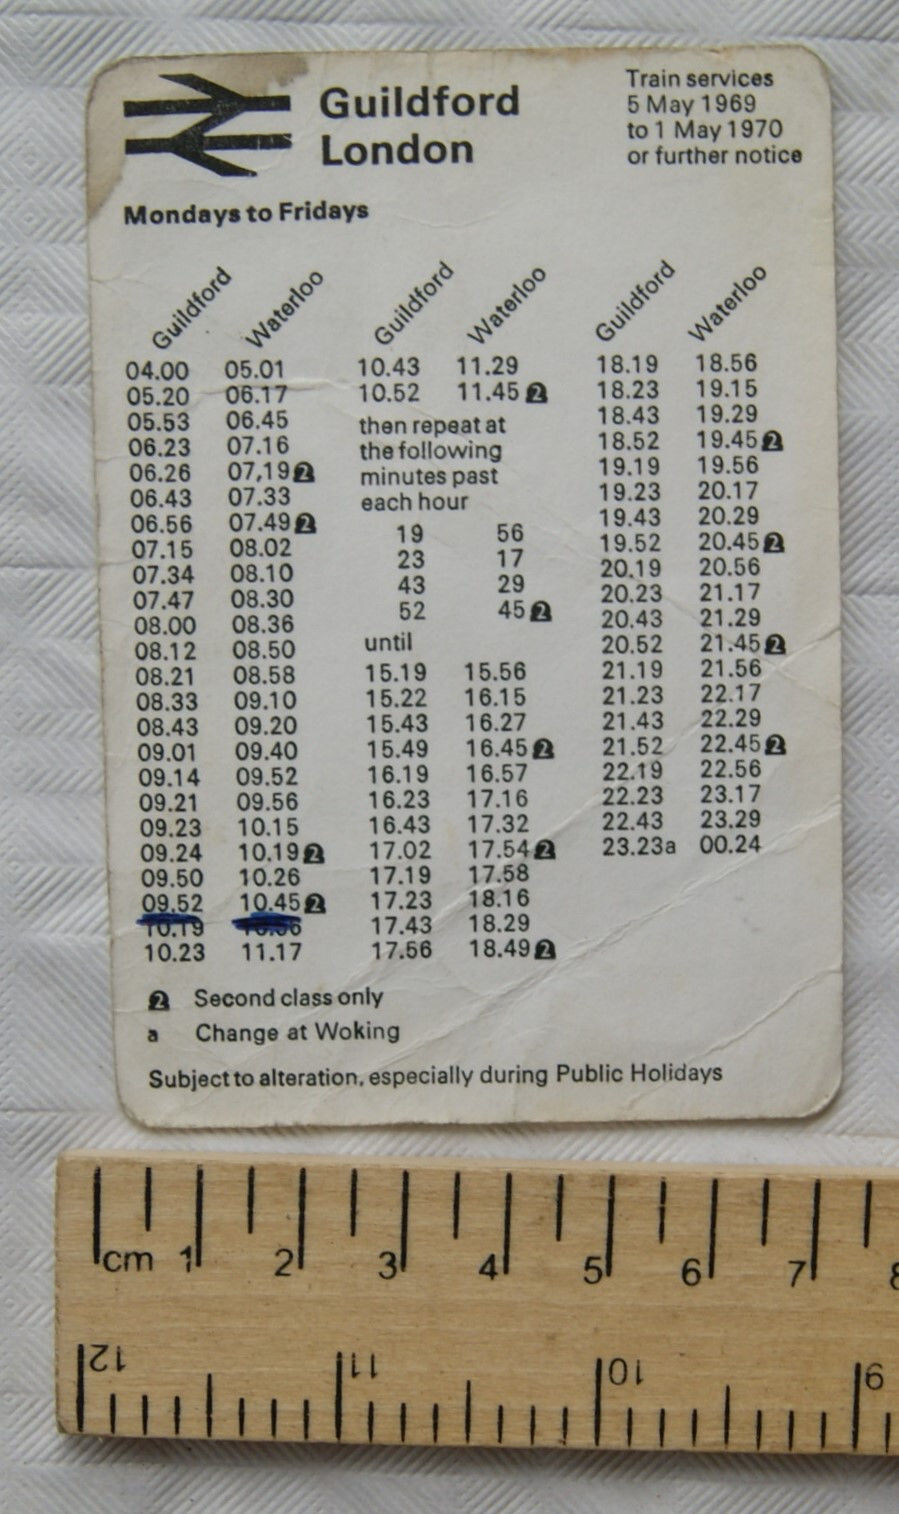 Guildford
London
Train services
5 May 1969
to 1 May 1970
or further notice
Mondays to Fridays
Guildford Waterloo
04.00 05.01
05.20 06.17
05.53 06.45
06.23 07.16
06.26 07,19 2
06.43 07.33
06.56 07.49 2
07.15 08.02
07.34 08.10
07.47 08.30
08.00 08.36
08.12 08.50
08.21 08.58
08.33 09.10
08.43 09.20
09.01 09.40
09.14 09.52
09.21 09.56
09.23 10.15
09.24 10.19 2
09.50 10.26
09.52 10.45 2
10.19 10.56
10.23 11.17
Guildford Waterloo
10.43 11.29
10.52 11.45 2
then repeat at
the following
minutes past
each hour
19 56
23 17
43 29
52 45 2
until
15.19 15.56
15.22 16.15
15.43 16.27
15.49 16.45 2
16.19 16.57
16.23 17.16
16.43 17.32
17.02 17.54 2
17.19 17.58
17.23 18.16
17.43 18.29
17.56 18.49 2
Guildford Waterloo
18.19 18.56
18.23 19.15
18.43 19.29
18.52 19.45 2
19.19 19.56
19.23 20.17
19.43 20.29
19.52 20.45 2
20.19 20.56
20.23 21.17
20.43 21.29
20.52 21.45 2
21.19 21.56
21.23 22.17
21.43 22.29
21.52 22.45 2
22.19 22.56
22.23 23.17
22.43 23.29
23.23a 00.24
2 Second class only
a Change at Woking
Subject to alteration, especially during Public Holidays
cm 1 2 3 4 5 6 7 8
12 11 10 9